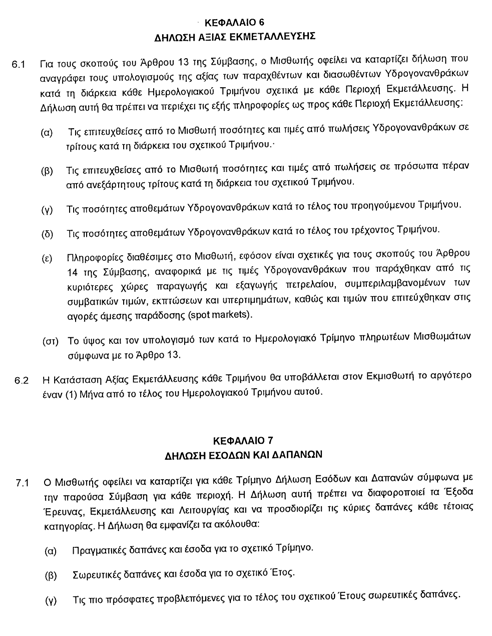 ΚΕΦΑΛΑΙΟ 6
ΔΗΛΩΣΗ ΑΞΙΑΣ ΕΚΜΕΤΑΛΛΕΥΣΗΣ
6.1 Για τους σκοπούς του Άρθρου 13 της Σύμβασης, ο Μισθωτής οφείλει να καταρτίζει δήλωση που
αναγράφει τους υπολογισμούς της αξίας των παραχθέντων και διασωθέντων Υδρογονανθράκων
κατά τη διάρκεια κάθε Ημερολογιακού Τριμήνου σχετικά με κάθε Περιοχή Εκμετάλλευσης. Η
Δήλωση αυτή θα πρέπει να περιέχει τις εξής πληροφορίες ως προς κάθε Περιοχή Εκμετάλλευσης:
(α) Τις επιτευχθείσες από το Μισθωτή ποσότητες και τιμές από πωλήσεις Υδρογονανθράκων σε
τρίτους κατά τη διάρκεια του σχετικού Τριμήνου.
(β) Τις επιτευχθείσες από το Μισθωτή ποσότητες και τιμές από πωλήσεις σε πρόσωπα πέραν
από ανεξάρτητους τρίτους κατά τη διάρκεια του σχετικού Τριμήνου.
(γ) Τις ποσότητες αποθεμάτων Υδρογονανθράκων κατά το τέλος του προηγούμενου Τριμήνου.
(δ) Τις ποσότητες αποθεμάτων Υδρογονανθράκων κατά το τέλος του τρέχοντος Τριμήνου.
(ε) Πληροφορίες διαθέσιμες στο Μισθωτή, εφόσον είναι σχετικές για τους σκοπούς του Άρθρου
14 της Σύμβασης, αναφορικά με τις τιμές Υδρογονανθράκων που παράχθηκαν από τις
κυριότερες χώρες παραγωγής και εξαγωγής πετρελαίου, συμπεριλαμβανομένων των
συμβατικών τιμών, εκπτώσεων και υπερτιμημάτων, καθώς και τιμών που επιτεύχθηκαν στις
αγορές άμεσης παράδοσης (spot markets).
(στ) Το ύψος και τον υπολογισμό των κατά το Ημερολογιακό Τρίμηνο πληρωτέων Μισθωμάτων
σύμφωνα με το Άρθρο 13.
6.2 Η Κατάσταση Αξίας Εκμετάλλευσης κάθε Τριμήνου θα υποβάλλεται στον Εκμισθωτή το αργότερο
έναν (1) Μήνα από το τέλος του Ημερολογιακού Τριμήνου αυτού.
ΚΕΦΑΛΑΙΟ 7
ΔΗΛΩΣΗ ΕΣΟΔΩΝ ΚΑΙ ΔΑΠΑΝΩΝ
7.1 Ο Μισθωτής οφείλει να καταρτίζει για κάθε Τρίμηνο Δήλωση Εσόδων και Δαπανών σύμφωνα με
την παρούσα Σύμβαση για κάθε περιοχή. Η Δήλωση αυτή πρέπει να διαφοροποιεί τα Έξοδα
Έρευνας, Εκμετάλλευσης και Λειτουργίας και να προσδιορίζει τις κύριες δαπάνες κάθε τέτοιας
κατηγορίας. Η Δήλωση θα εμφανίζει τα ακόλουθα:
(α) Πραγματικές δαπάνες και έσοδα για το σχετικό Τρίμηνο.
(β) Σωρευτικές δαπάνες και έσοδα για το σχετικό Έτος.
(γ) Τις πιο πρόσφατες προβλεπόμενες για το τέλος του σχετικού Έτους σωρευτικές δαπάνες.